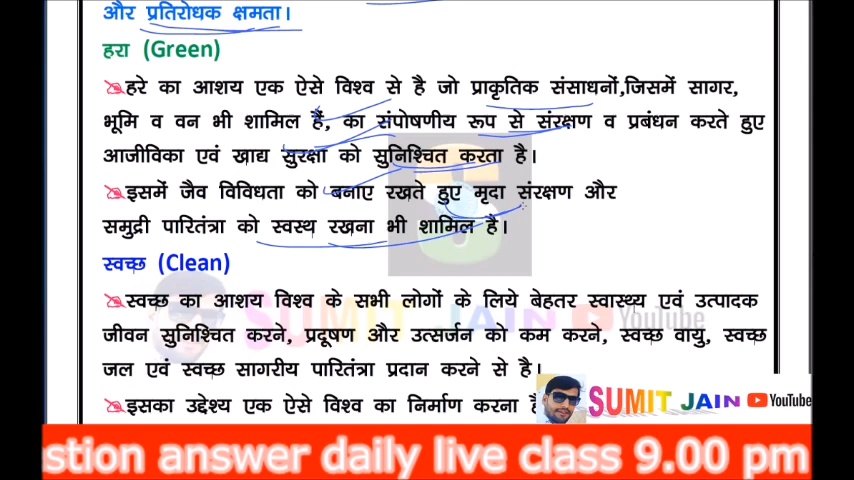 और प्रतिरोधक क्षमता।
हरा (Green)
हरे का आशय एक ऐसे विश्व से है जो प्राकृतिक संसाधनों,जिसमें सागर,
भूमि व वन भी शामिल हैं, का संपोषणीय रूप से संरक्षण व प्रबंधन करते हुए
आजीविका एवं खाद्य सुरक्षा को सुनिश्चित करता है।
इसमें जैव विविधता को बनाए रखते हुए मृदा संरक्षण और
समुद्री पारितंत्रा को स्वस्थ रखना भी शामिल है।
स्वच्छ (Clean)
स्वच्छ का आशय विश्व के सभी लोगों के लिये बेहतर स्वास्थ्य एवं उत्पादक
जीवन सुनिश्चित करने, प्रदूषण और उत्सर्जन को कम करने, स्वच्छ वायु, स्वच्छ
जल एवं स्वच्छ सागरीय पारितंत्रा प्रदान करने से है।
इसका उद्देश्य एक ऐसे विश्व का निर्माण करना है
SUMIT JAIN YouTube
SUMIT JAIN YouTube
stion answer daily live class 9.00 pm